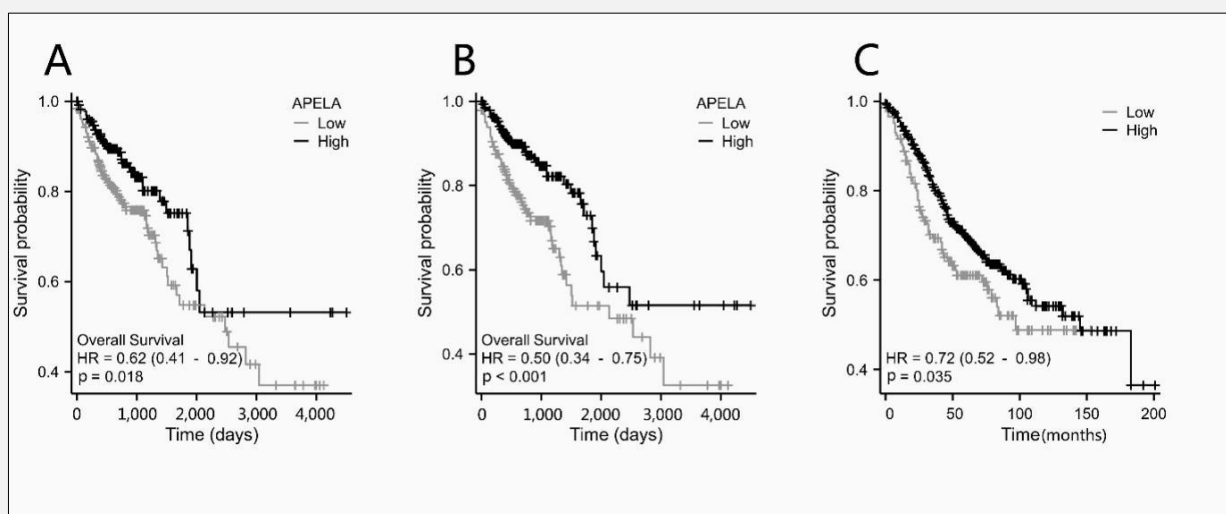 A
B
C
Survival probability
1.0
0.8
0.6
0.4
APELA
Low
High
Overall Survival
HR = 0.62 (0.41 - 0.92)
p = 0.018
0 1,000 2,000 3,000 4,000
Time (days)
Survival probability
1.0
0.8
0.6
0.4
APELA
Low
High
Overall Survival
HR = 0.50 (0.34 - 0.75)
p < 0.001
0 1,000 2,000 3,000 4,000
Time (days)
Survival probability
1.0
0.8
0.6
0.4
Low
High
HR = 0.72 (0.52 - 0.98)
p = 0.035
0 50 100 150 200
Time(months)